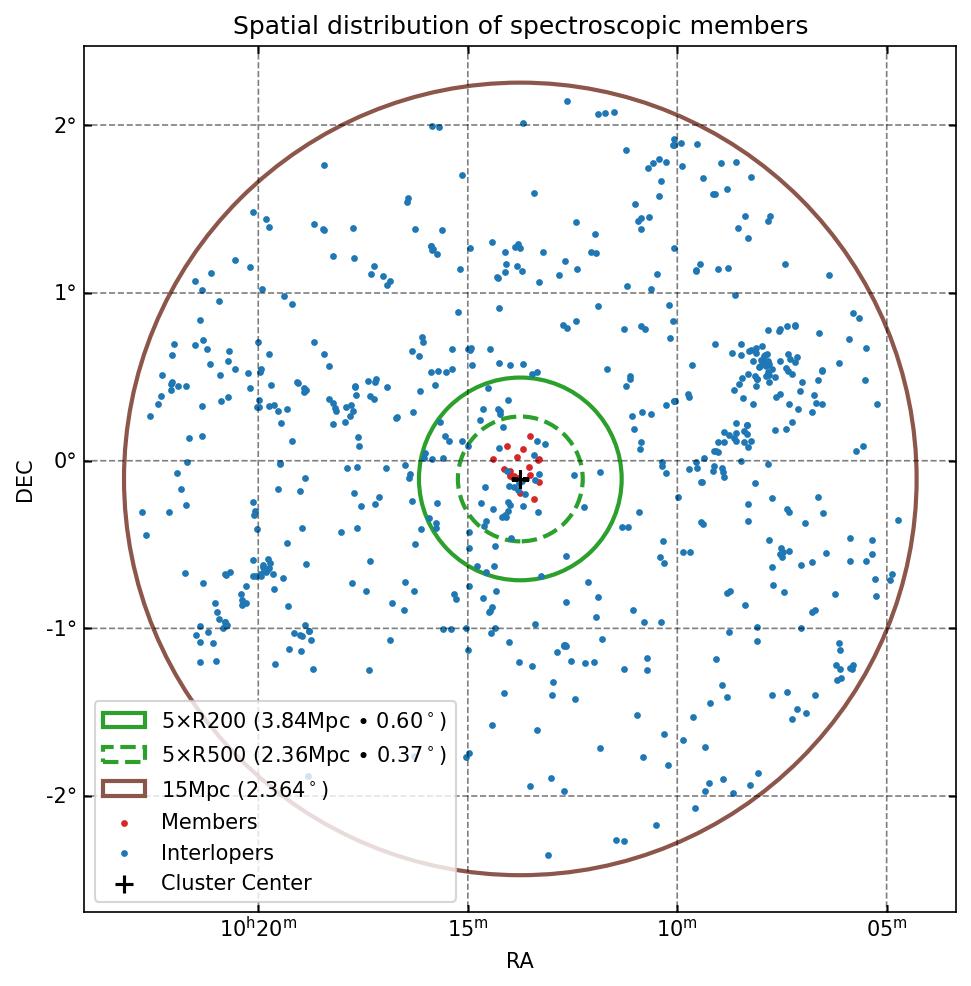 Spatial distribution of spectroscopic members
2°
1°
0°
-1°
-2°
DEC
5×R200 (3.84Mpc • 0.60°)
5×R500 (2.36Mpc • 0.37°)
15Mpc (2.364°)
Members
Interlopers
Cluster Center
10ʰ20ᵐ
15ᵐ
10ᵐ
05ᵐ
RA